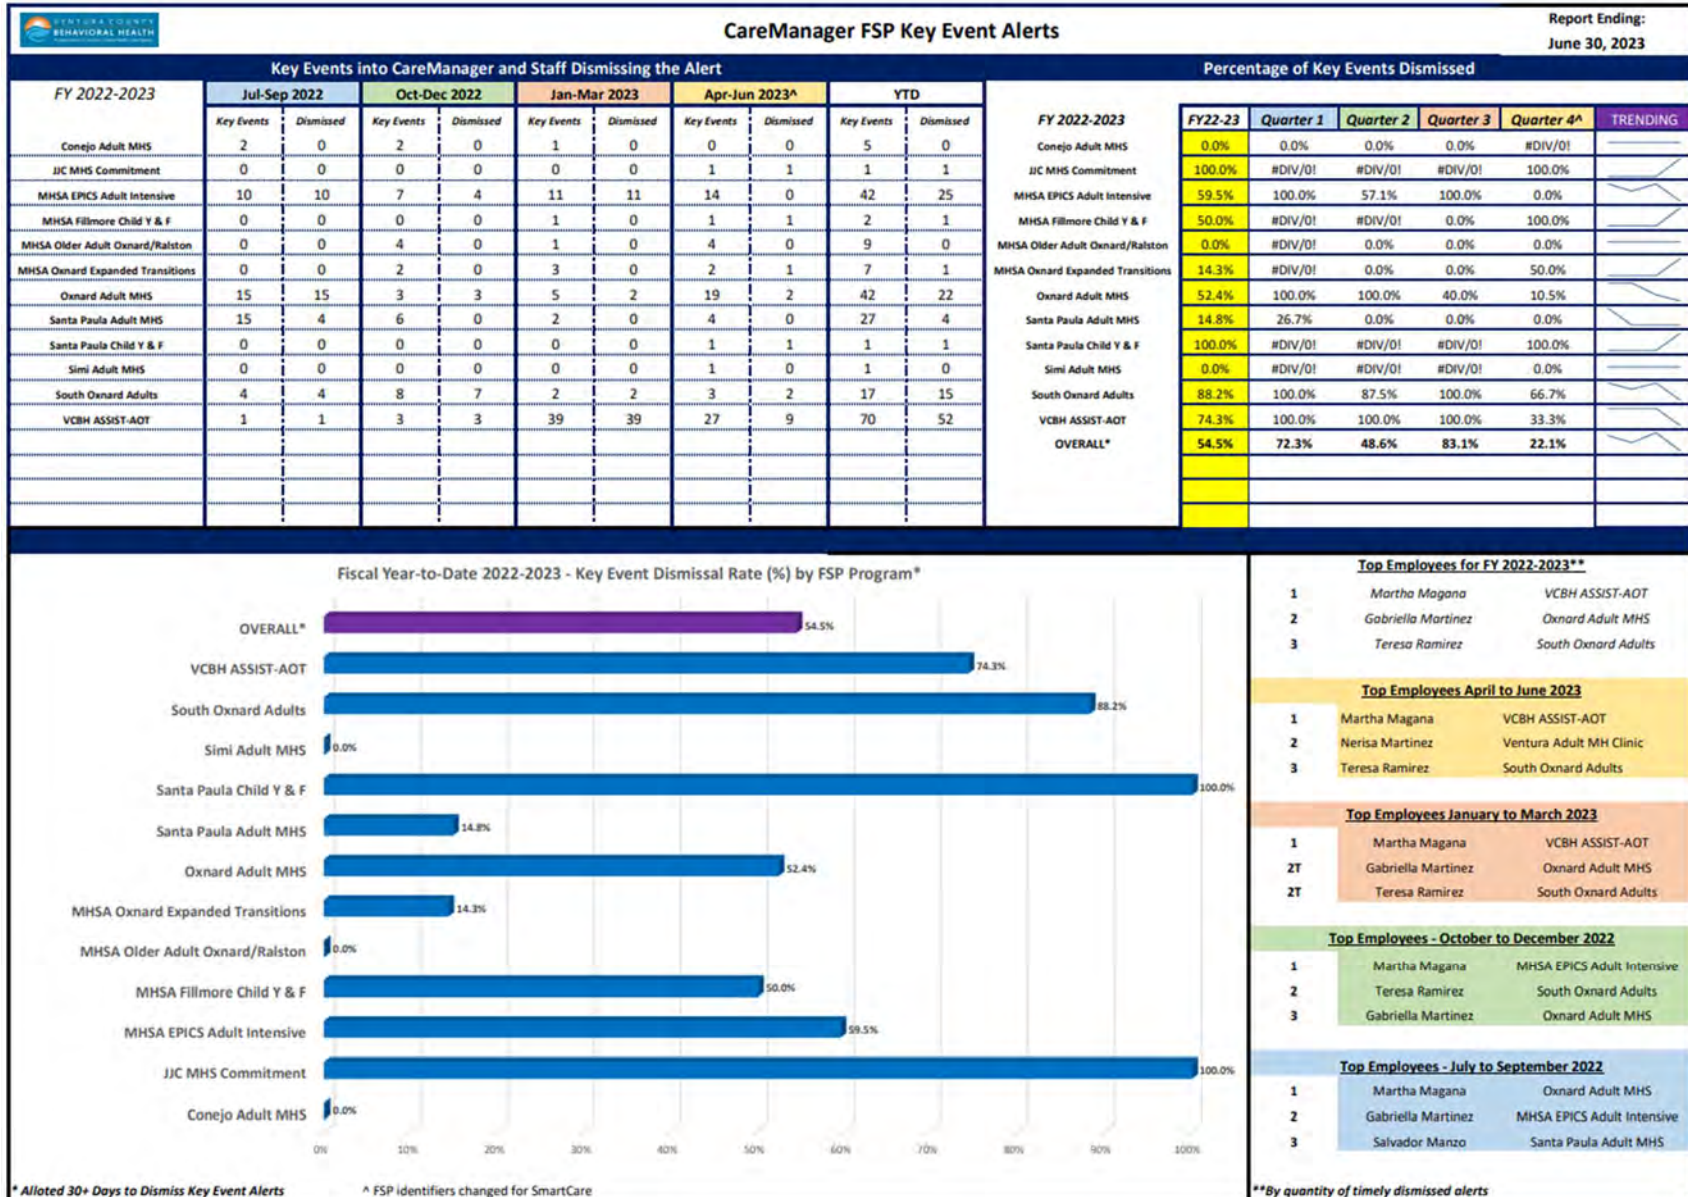 VENTURA COUNTY
BEHAVIORAL HEALTH
CareManager FSP Key Event Alerts
Report Ending:
June 30, 2023
Key Events into CareManager and Staff Dismissing the Alert
FY 2022-2023 Jul-Sep 2022 Oct-Dec 2022 Jan-Mar 2023 Apr-Jun 2023^ YTD
Key Events Dismissed Key Events Dismissed Key Events Dismissed Key Events Dismissed Key Events Dismissed
Conejo Adult MHS 2 0 2 0 1 0 0 0 5 0
JJC MHS Commitment 0 0 0 0 0 0 1 1 1 1
MHSA EPICS Adult Intensive 10 10 7 4 11 11 14 0 42 25
MHSA Fillmore Child Y & F 0 0 0 0 1 0 1 1 2 1
MHSA Older Adult Oxnard/Ralston 0 0 4 0 1 0 4 0 9 0
MHSA Oxnard Expanded Transitions 0 0 2 0 3 0 2 1 7 1
Oxnard Adult MHS 15 15 3 3 5 2 19 2 42 22
Santa Paula Adult MHS 15 4 6 0 2 0 4 0 27 4
Santa Paula Child Y & F 0 0 0 0 0 0 1 1 1 1
Simi Adult MHS 0 0 0 0 0 0 1 0 1 0
South Oxnard Adults 4 4 8 7 2 2 3 2 17 15
VCBH ASSIST-AOT 1 1 3 3 39 39 27 9 70 52
Percentage of Key Events Dismissed
FY 2022-2023 FY22-23 Quarter 1 Quarter 2 Quarter 3 Quarter 4^ TRENDING
Conejo Adult MHS 0.0% 0.0% 0.0% 0.0% #DIV/0!
JJC MHS Commitment 100.0% #DIV/0! #DIV/0! #DIV/0! 100.0%
MHSA EPICS Adult Intensive 59.5% 100.0% 57.1% 100.0% 0.0%
MHSA Fillmore Child Y & F 50.0% #DIV/0! #DIV/0! 0.0% 100.0%
MHSA Older Adult Oxnard/Ralston 0.0% #DIV/0! 0.0% 0.0% 0.0%
MHSA Oxnard Expanded Transitions 14.3% #DIV/0! 0.0% 0.0% 50.0%
Oxnard Adult MHS 52.4% 100.0% 100.0% 40.0% 10.5%
Santa Paula Adult MHS 14.8% 26.7% 0.0% 0.0% 0.0%
Santa Paula Child Y & F 100.0% #DIV/0! #DIV/0! #DIV/0! 100.0%
Simi Adult MHS 0.0% #DIV/0! #DIV/0! #DIV/0! 0.0%
South Oxnard Adults 88.2% 100.0% 87.5% 100.0% 66.7%
VCBH ASSIST-AOT 74.3% 100.0% 100.0% 100.0% 33.3%
OVERALL* 54.5% 72.3% 48.6% 83.1% 22.1%
Fiscal Year-to-Date 2022-2023 - Key Event Dismissal Rate (%) by FSP Program*
OVERALL* 54.5%
VCBH ASSIST-AOT 74.3%
South Oxnard Adults 88.2%
Simi Adult MHS 0.0%
Santa Paula Child Y & F 100.0%
Santa Paula Adult MHS 14.8%
Oxnard Adult MHS 52.4%
MHSA Oxnard Expanded Transitions 14.3%
MHSA Older Adult Oxnard/Ralston 0.0%
MHSA Fillmore Child Y & F 50.0%
MHSA EPICS Adult Intensive 59.5%
JJC MHS Commitment 100.0%
Conejo Adult MHS 0.0%
0% 10% 20% 30% 40% 50% 60% 70% 80% 90% 100%
* Alloted 30+ Days to Dismiss Key Event Alerts
^ FSP identifiers changed for SmartCare
Top Employees for FY 2022-2023**
1 Martha Magana VCBH ASSIST-AOT
2 Gabriella Martinez Oxnard Adult MHS
3 Teresa Ramirez South Oxnard Adults
Top Employees April to June 2023
1 Martha Magana VCBH ASSIST-AOT
2 Nerisa Martinez Ventura Adult MH Clinic
3 Teresa Ramirez South Oxnard Adults
Top Employees January to March 2023
1 Martha Magana VCBH ASSIST-AOT
2T Gabriella Martinez Oxnard Adult MHS
2T Teresa Ramirez South Oxnard Adults
Top Employees - October to December 2022
1 Martha Magana MHSA EPICS Adult Intensive
2 Teresa Ramirez South Oxnard Adults
3 Gabriella Martinez Oxnard Adult MHS
Top Employees - July to September 2022
1 Martha Magana Oxnard Adult MHS
2 Gabriella Martinez MHSA EPICS Adult Intensive
3 Salvador Manzo Santa Paula Adult MHS
**By quantity of timely dismissed alerts